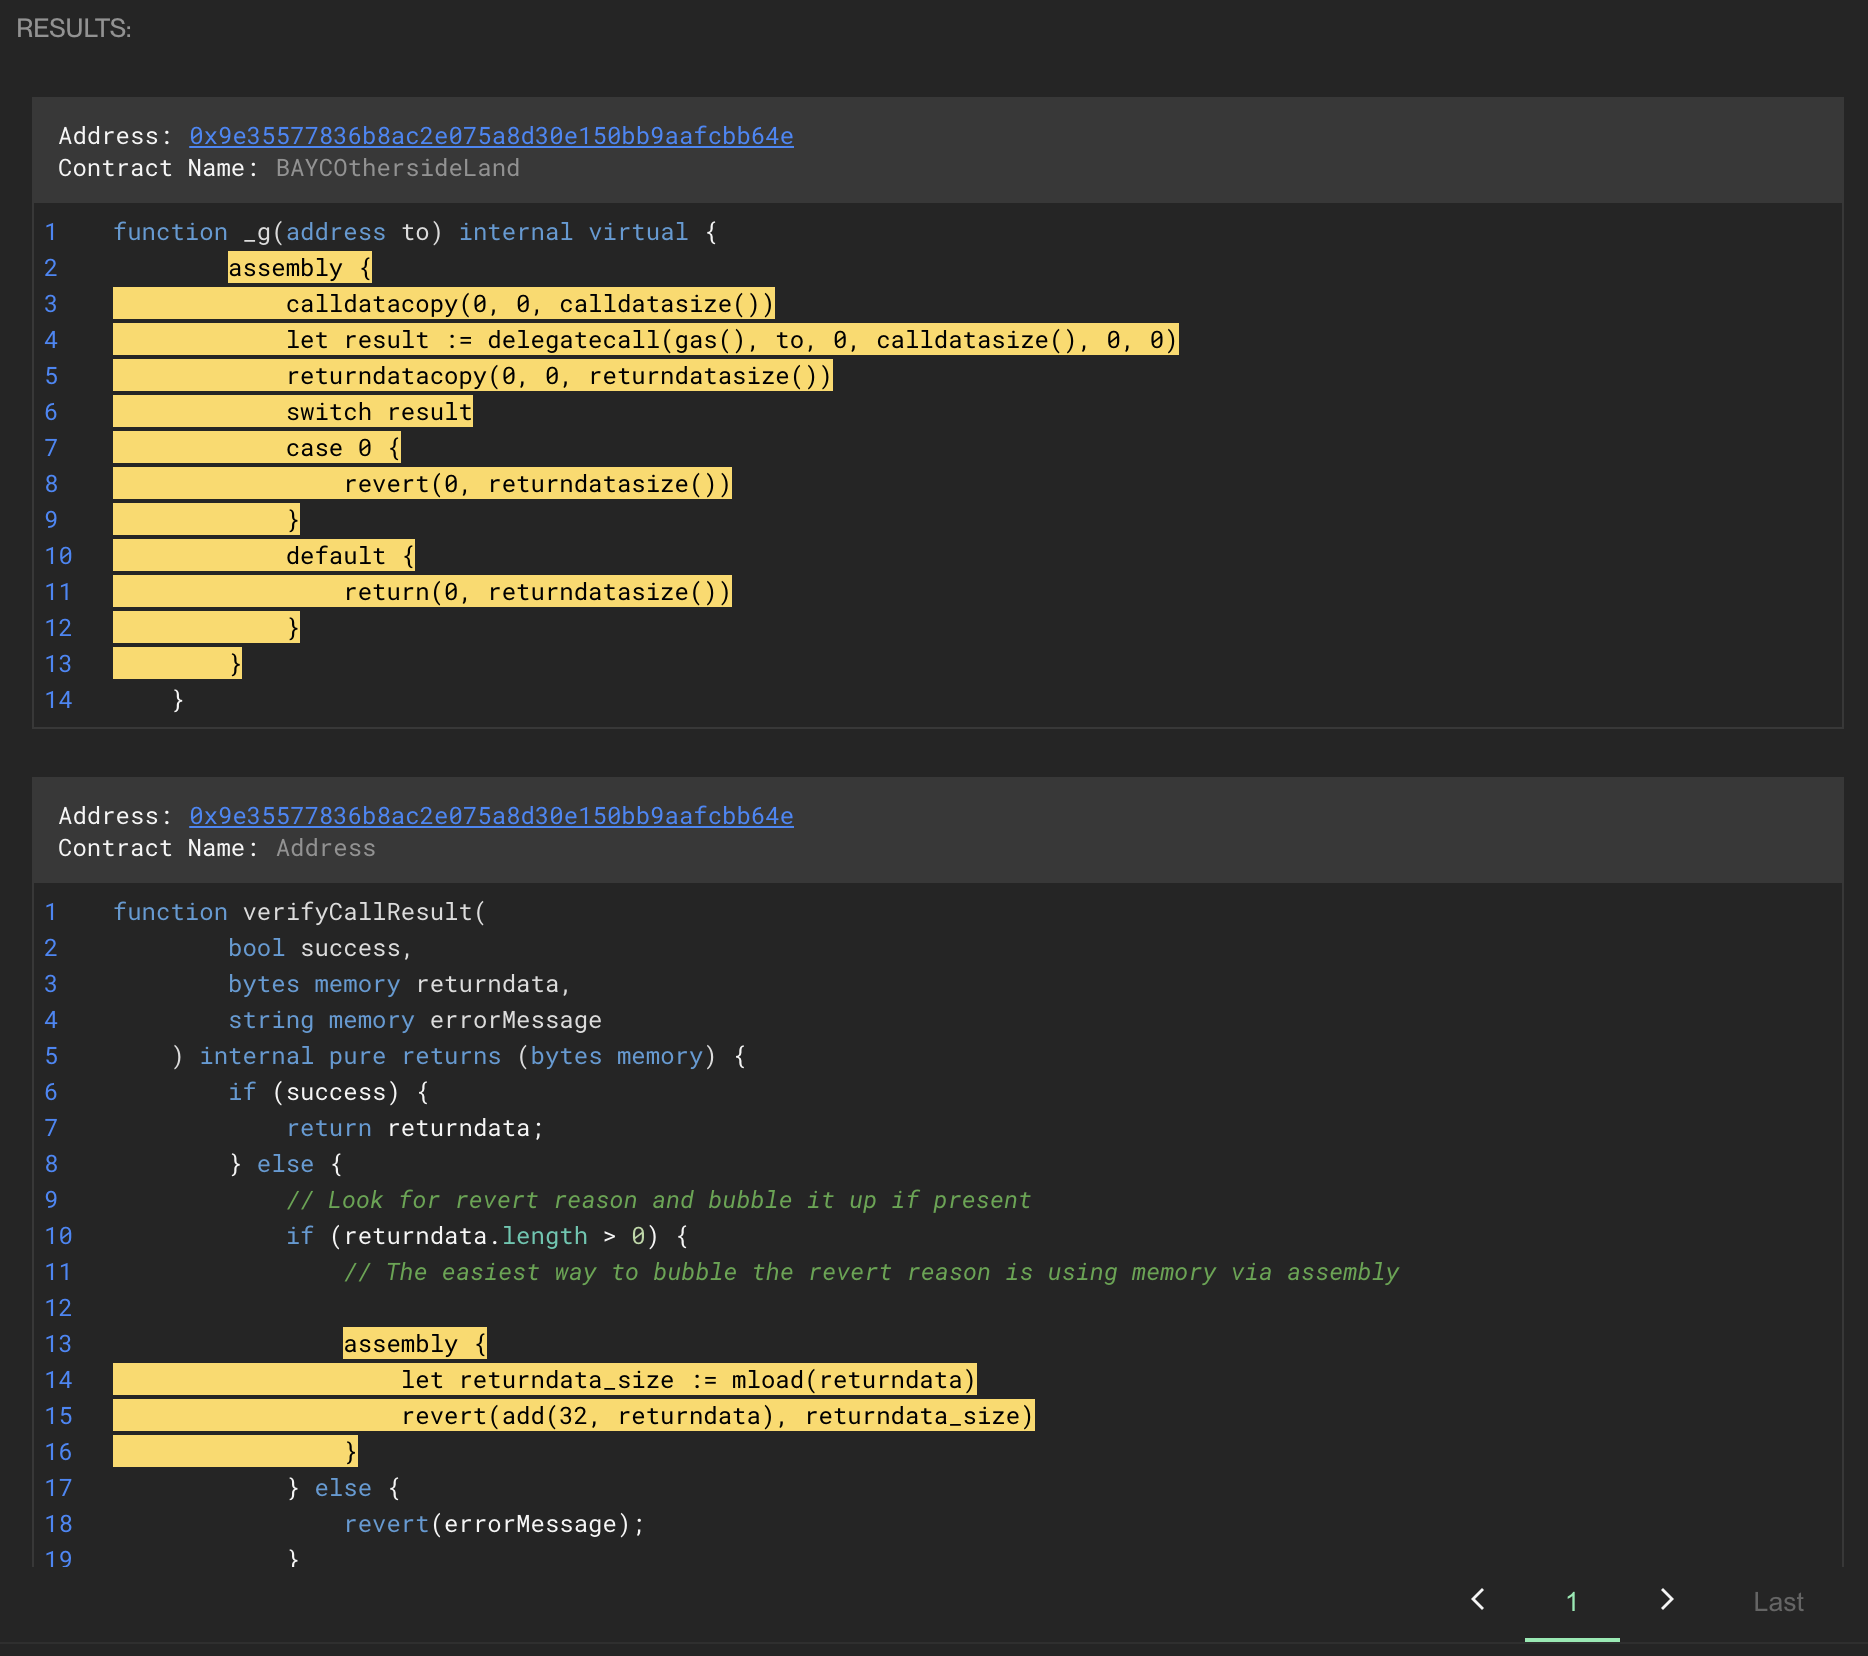 RESULTS:
Address: 0x9e35577836b8ac2e075a8d30e150bb9aafcbb64e
Contract Name: BAYCOthersideLand
1 function _g(address to) internal virtual {
2 assembly {
3 calldatacopy(0, 0, calldatasize())
4 let result := delegatecall(gas(), to, 0, calldatasize(), 0, 0)
5 returndatacopy(0, 0, returndatasize())
6 switch result
7 case 0 {
8 revert(0, returndatasize())
9 }
10 default {
11 return(0, returndatasize())
12 }
13 }
14 }
Address: 0x9e35577836b8ac2e075a8d30e150bb9aafcbb64e
Contract Name: Address
1 function verifyCallResult(
2 bool success,
3 bytes memory returndata,
4 string memory errorMessage
5 ) internal pure returns (bytes memory) {
6 if (success) {
7 return returndata;
8 } else {
9 // Look for revert reason and bubble it up if present
10 if (returndata.length > 0) {
11 // The easiest way to bubble the revert reason is using memory via assembly
12
13 assembly {
14 let returndata_size := mload(returndata)
15 revert(add(32, returndata), returndata_size)
16 }
17 } else {
18 revert(errorMessage);
19 }
1 Last